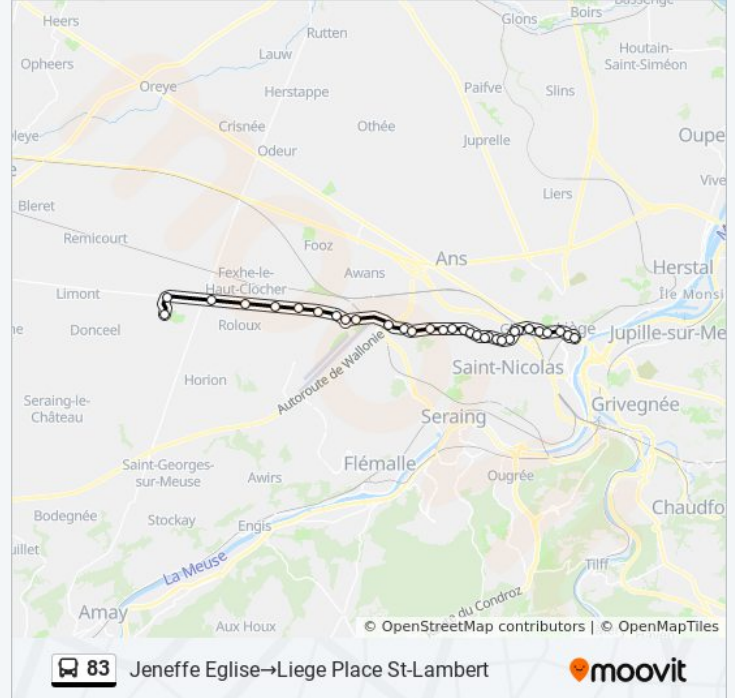 Heers
Glons
Boirs
Rutten
Lauw
Houtain-
Saint-Siméon
Opheers
Oreye
Herstappe
Paifve
Slins
Crisnée
Othée
Oupe
Juprelle
Odeur
Vive
Liers
Bleret
Remicourt
Fooz
Ans
Awans
Herstal
Fexhe-le-
Haut-Clocher
Limont
Île Monsi
Donceel
Roloux
Jupille-sur-Me
Saint-Nicolas
Autoroute de Wallonie
Horion
Seraing-le-
Château
Grivegnée
Seraing
Flémalle
Saint-Georges-
sur-Meuse
Awirs
Ougrée
Chaudfo
Bodegnée
Stockay
Engis
La Meuse
Tilff
du Condroz
Amay
Aux Houx
© OpenStreetMap contributors | © OpenMapTiles
83 Jeneffe Eglise→Liege Place St-Lambert
moovit